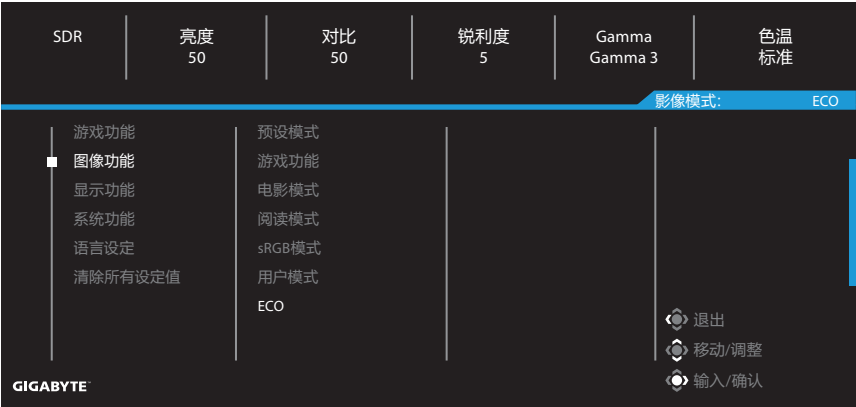 SDR
亮度
50
对比
50
锐利度
5
Gamma
Gamma 3
色温
标准
影像模式: ECO
游戏功能
图像功能
显示功能
系统功能
语言设定
清除所有设定值
预设模式
游戏功能
电影模式
阅读模式
sRGB模式
用户模式
ECO
退出
移动/调整
输入/确认
GIGABYTE™